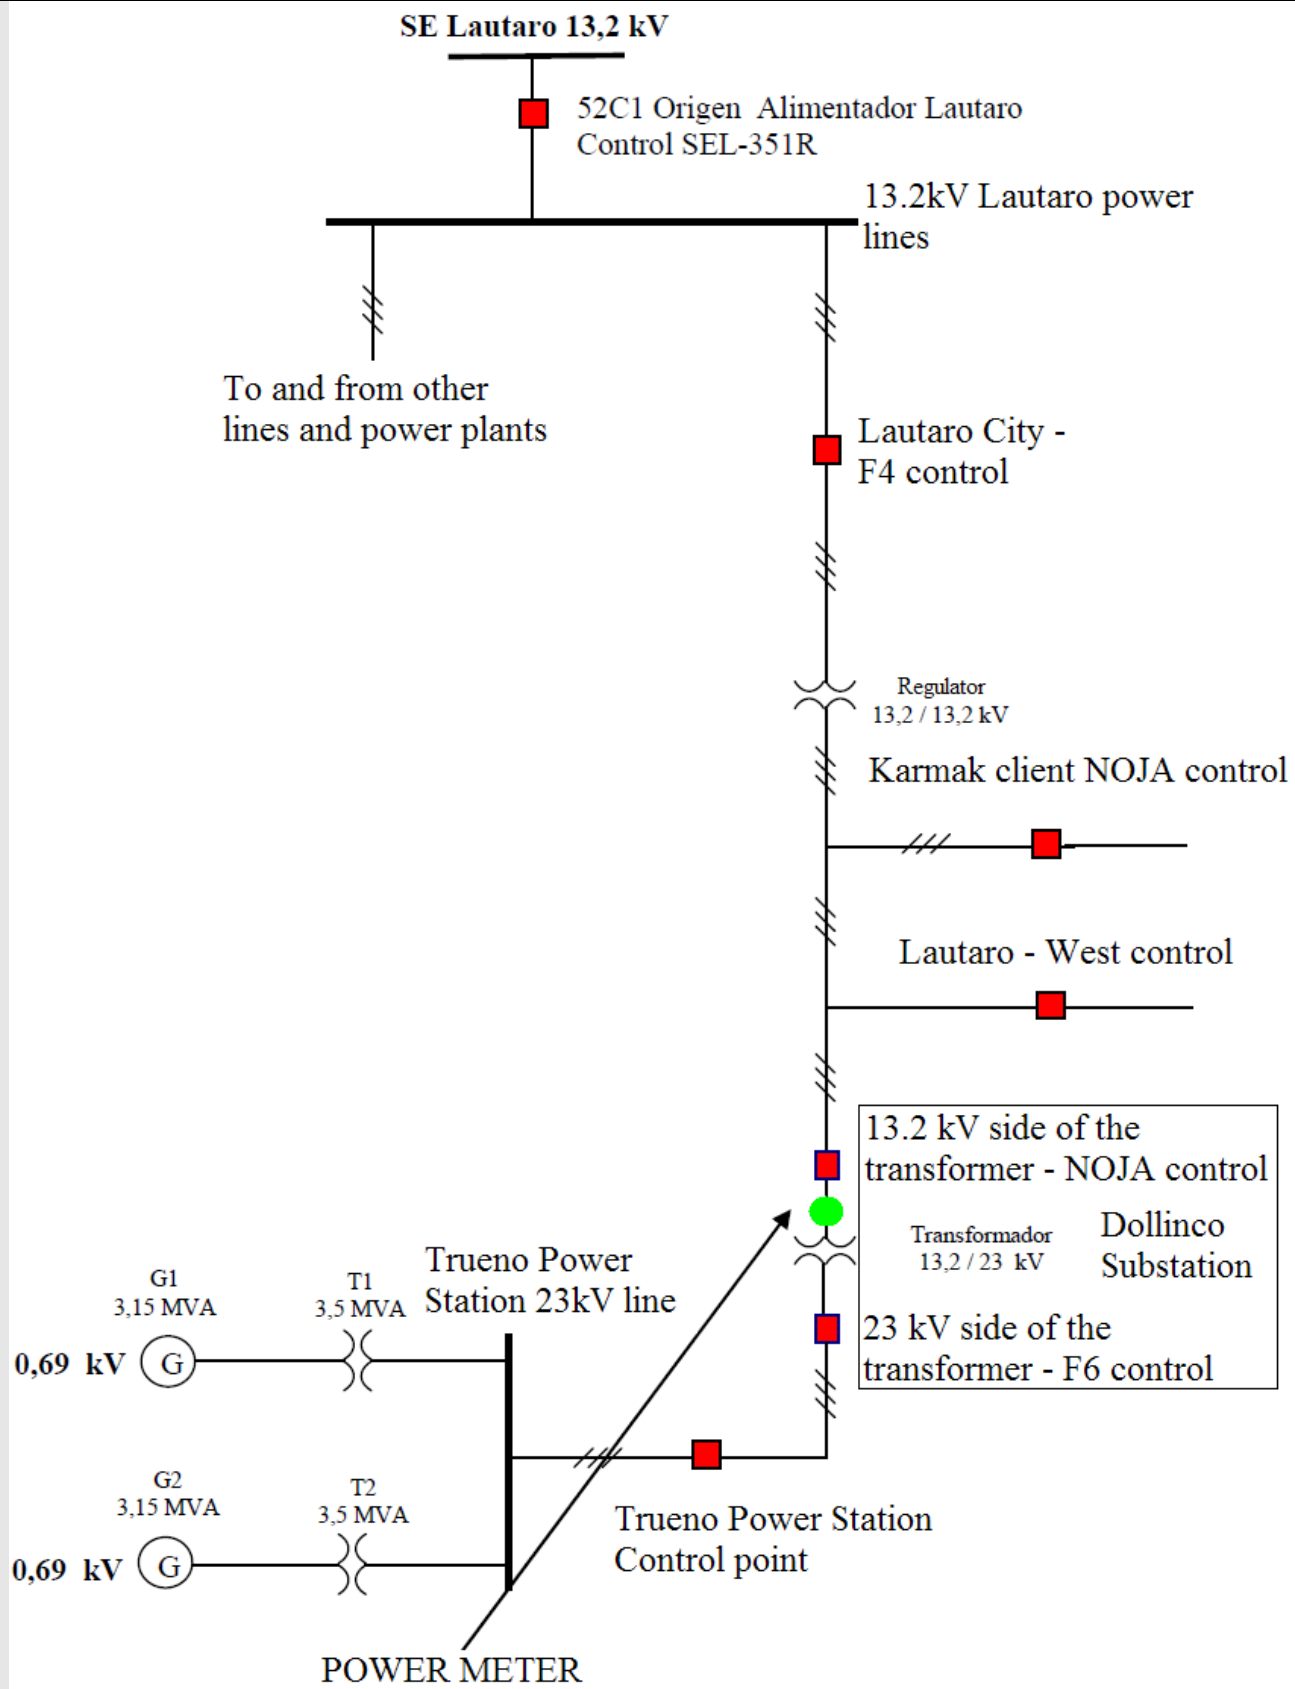 SE Lautaro 13,2 kV
52C1 Origen Alimentador Lautaro
Control SEL-351R
13.2kV Lautaro power
lines
To and from other
lines and power plants
Lautaro City -
F4 control
Regulator
13,2 / 13,2 kV
Karmak client NOJA control
Lautaro - West control
13.2 kV side of the
transformer - NOJA control
Transformador
13,2 / 23 kV
Dollinco
Substation
23 kV side of the
transformer - F6 control
Trueno Power
Station 23kV line
G1
3,15 MVA
T1
3,5 MVA
0,69 kV
G
G2
3,15 MVA
T2
3,5 MVA
0,69 kV
G
Trueno Power Station
Control point
POWER METER